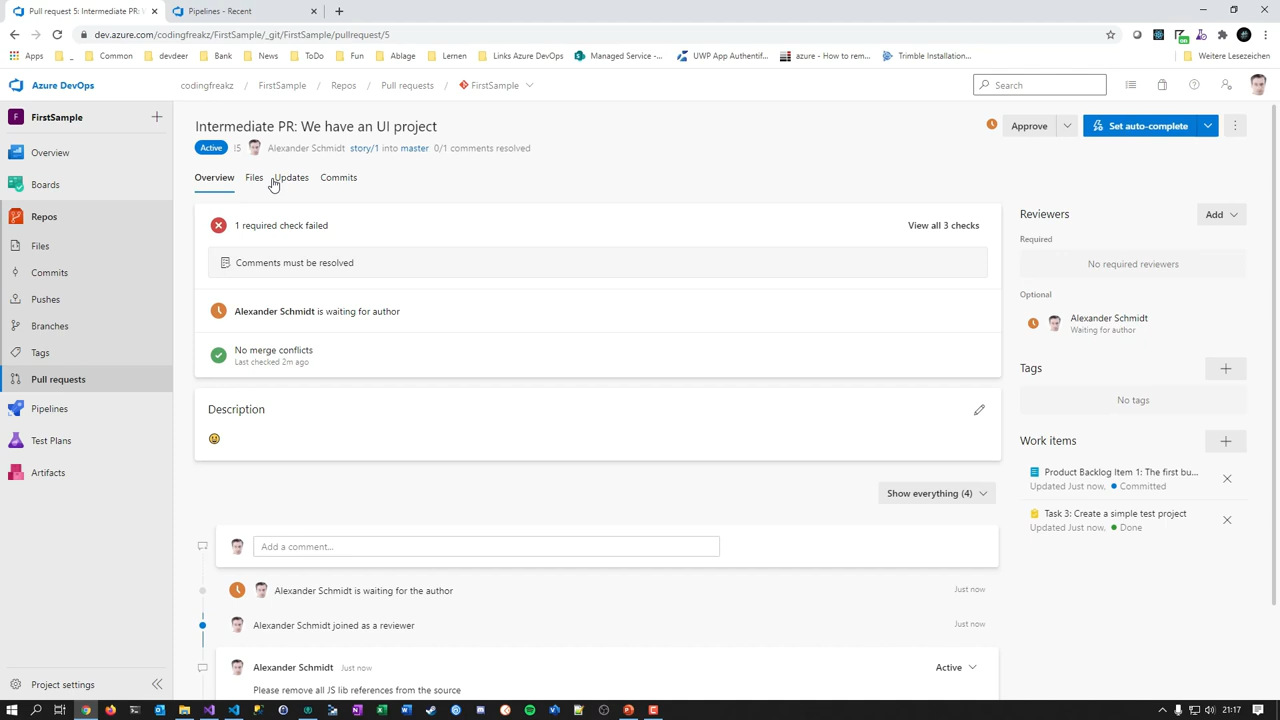 Pull request 5: Intermediate PR: W
Pipelines - Recent
dev.azure.com/codingfreakz/FirstSample/_git/FirstSample/pullrequest/5
Apps
_
Common
devdeer
Bank
News
ToDo
Fun
Ablage
Lernen
Links Azure DevOps
Managed Service -...
UWP App Authentif...
azure - How to rem...
Trimble Installation...
Weitere Lesezeichen
Azure DevOps
codingfreakz / FirstSample / Repos / Pull requests / FirstSample
Search
FirstSample
Overview
Boards
Repos
Files
Commits
Pushes
Branches
Tags
Pull requests
Pipelines
Test Plans
Artifacts
Project settings
Intermediate PR: We have an UI project
Approve
Set auto-complete
Active
Alexander Schmidt story/1 into master 0/1 comments resolved
Overview Files Updates Commits
1 required check failed
View all 3 checks
Comments must be resolved
Alexander Schmidt is waiting for author
No merge conflicts
Last checked 2m ago
Description
Show everything (4)
Add a comment...
Alexander Schmidt is waiting for the author
Just now
Alexander Schmidt joined as a reviewer
Just now
Alexander Schmidt Just now
Active
Please remove all JS lib references from the source
Reviewers
Add
Required
No required reviewers
Optional
Alexander Schmidt
Waiting for author
Tags
No tags
Work items
Product Backlog Item 1: The first bu...
Updated Just now. Committed
Task 3: Create a simple test project
Updated Just now. Done
21:17